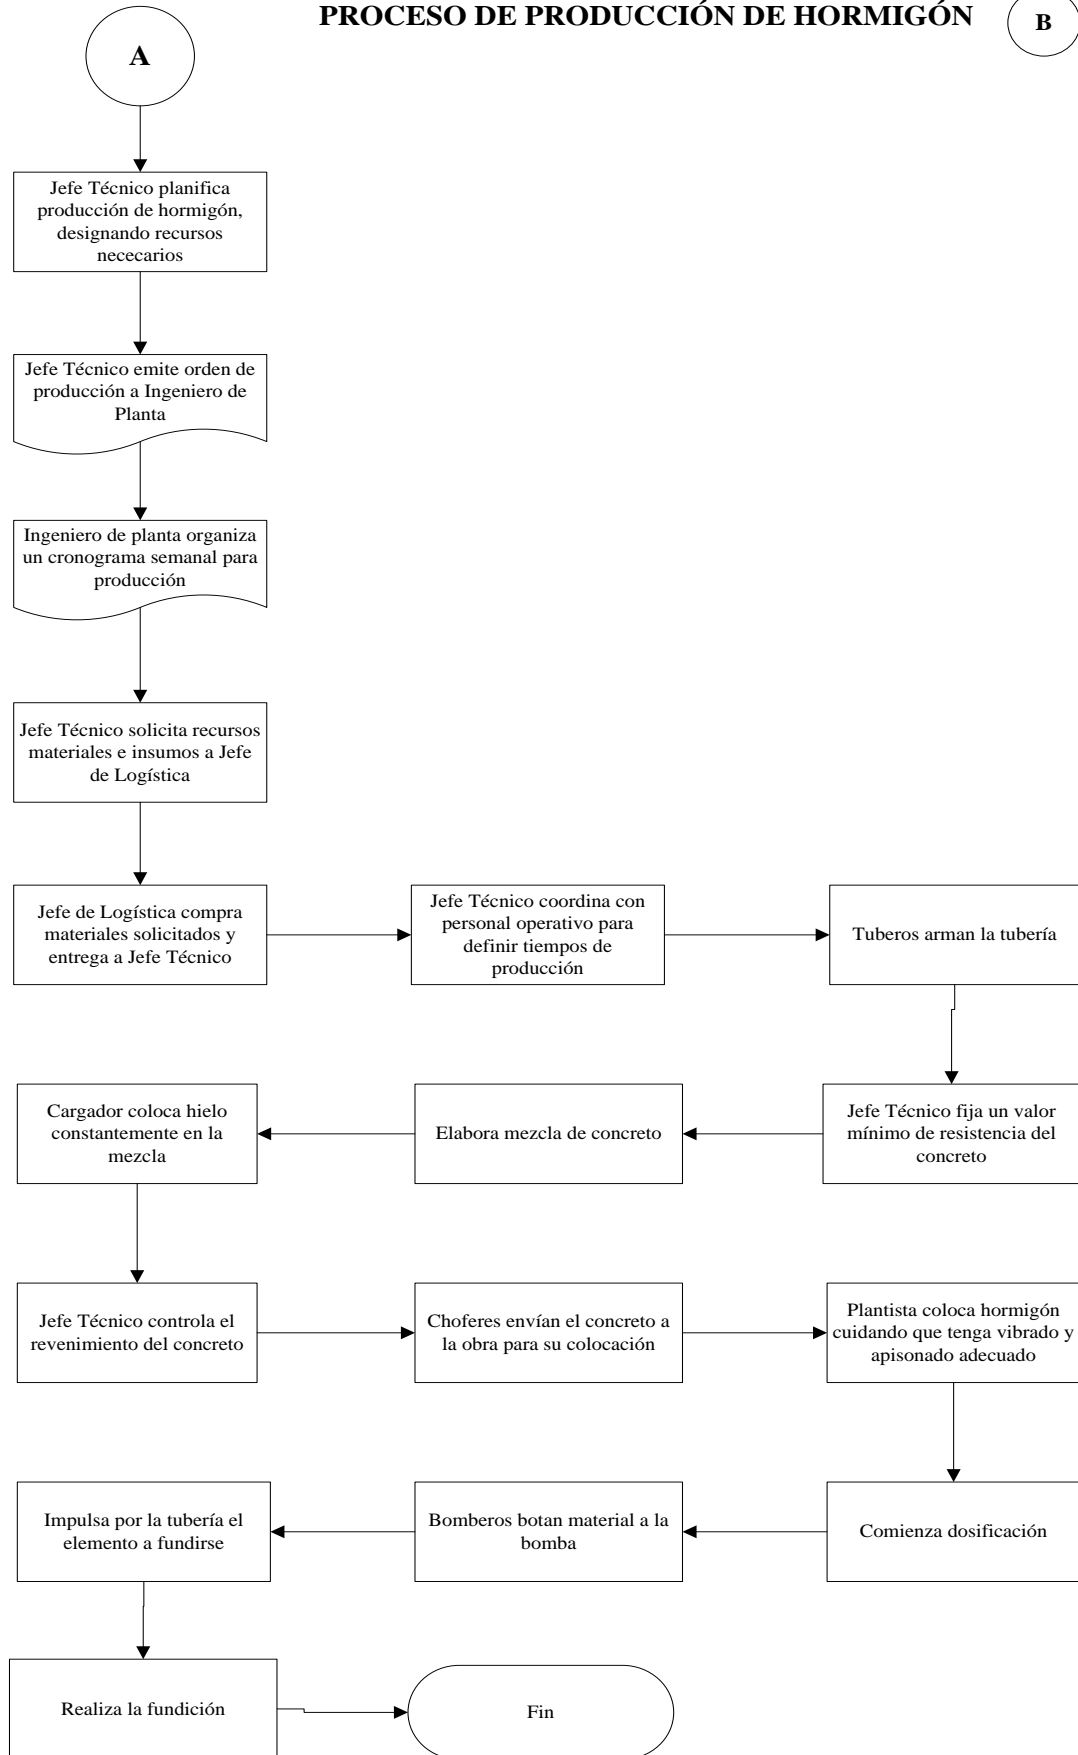 PROCESO DE PRODUCCIÓN DE HORMIGÓN
B
A
Jefe Técnico planifica
producción de hormigón,
designando recursos
nececarios
Jefe Técnico emite orden de
producción a Ingeniero de
Planta
Ingeniero de planta organiza
un cronograma semanal para
producción
Jefe Técnico solicita recursos
materiales e insumos a Jefe
de Logística
Jefe de Logística compra
materiales solicitados y
entrega a Jefe Técnico
Jefe Técnico coordina con
personal operativo para
definir tiempos de
producción
Tuberos arman la tubería
Jefe Técnico fija un valor
mínimo de resistencia del
concreto
Elabora mezcla de concreto
Cargador coloca hielo
constantemente en la
mezcla
Jefe Técnico controla el
revenimiento del concreto
Choferes envían el concreto a
la obra para su colocación
Plantista coloca hormigón
cuidando que tenga vibrado y
apisonado adecuado
Comienza dosificación
Bomberos botan material a la
bomba
Impulsa por la tubería el
elemento a fundirse
Realiza la fundición
Fin